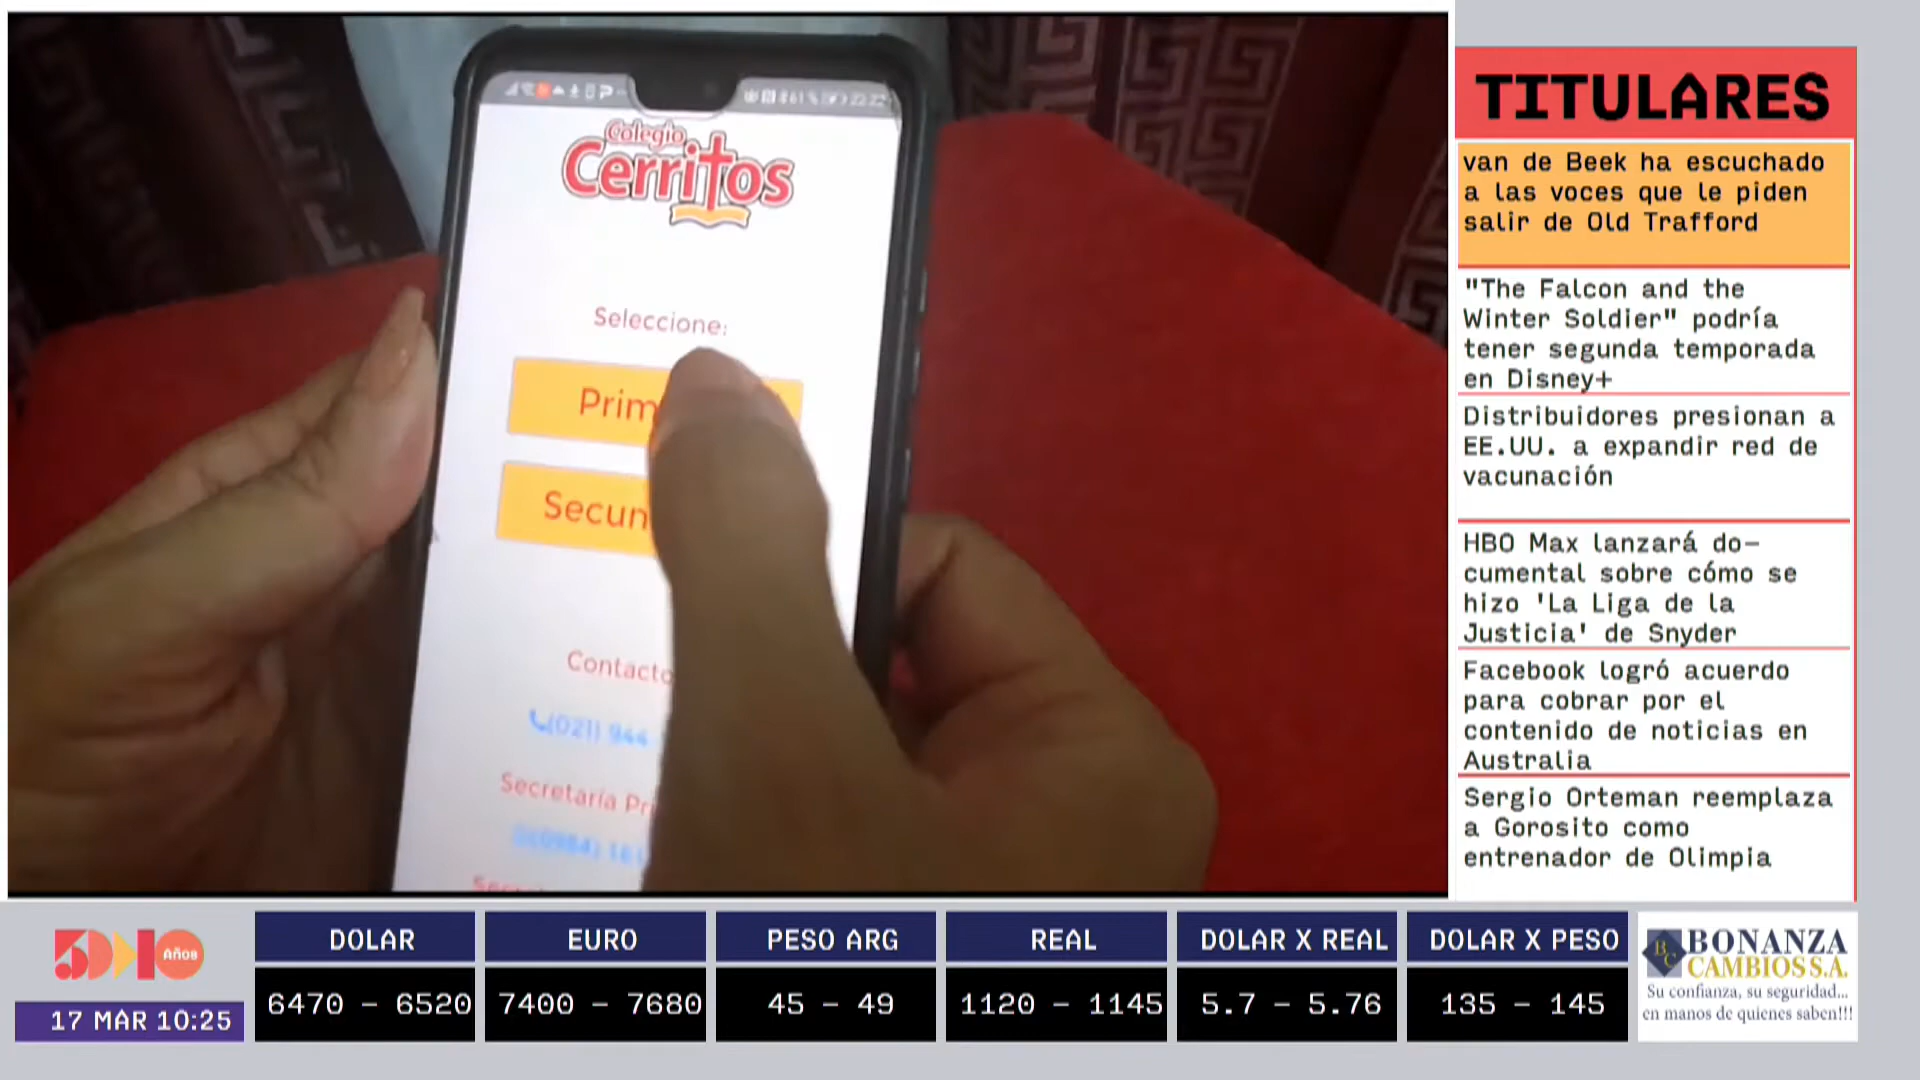 Colegio
Cerritos
Seleccione:
Contacto
(021) 944
Secretaría
TITULARES
van de Beek ha escuchado
a las voces que le piden
salir de Old Trafford
"The Falcon and the
Winter Soldier" podría
tener segunda temporada
en Disney+
Distribuidores presionan a
EE.UU. a expandir red de
vacunación
HBO Max lanzará do-
cumental sobre cómo se
hizo 'La Liga de la
Justicia' de Snyder
Facebook logró acuerdo
para cobrar por el
contenido de noticias en
Australia
Sergio Orteman reemplaza
a Gorosito como
entrenador de Olimpia
Años
17 MAR 10:25
DOLAR
6470 - 6520
EURO
7400 - 7680
PESO ARG
45 - 49
REAL
1120 - 1145
DOLAR X REAL
5.7 - 5.76
DOLAR X PESO
135 - 145
BC
BONANZA
CAMBIOS S.A.
Su confianza, su seguridad...
en manos de quienes saben!!!